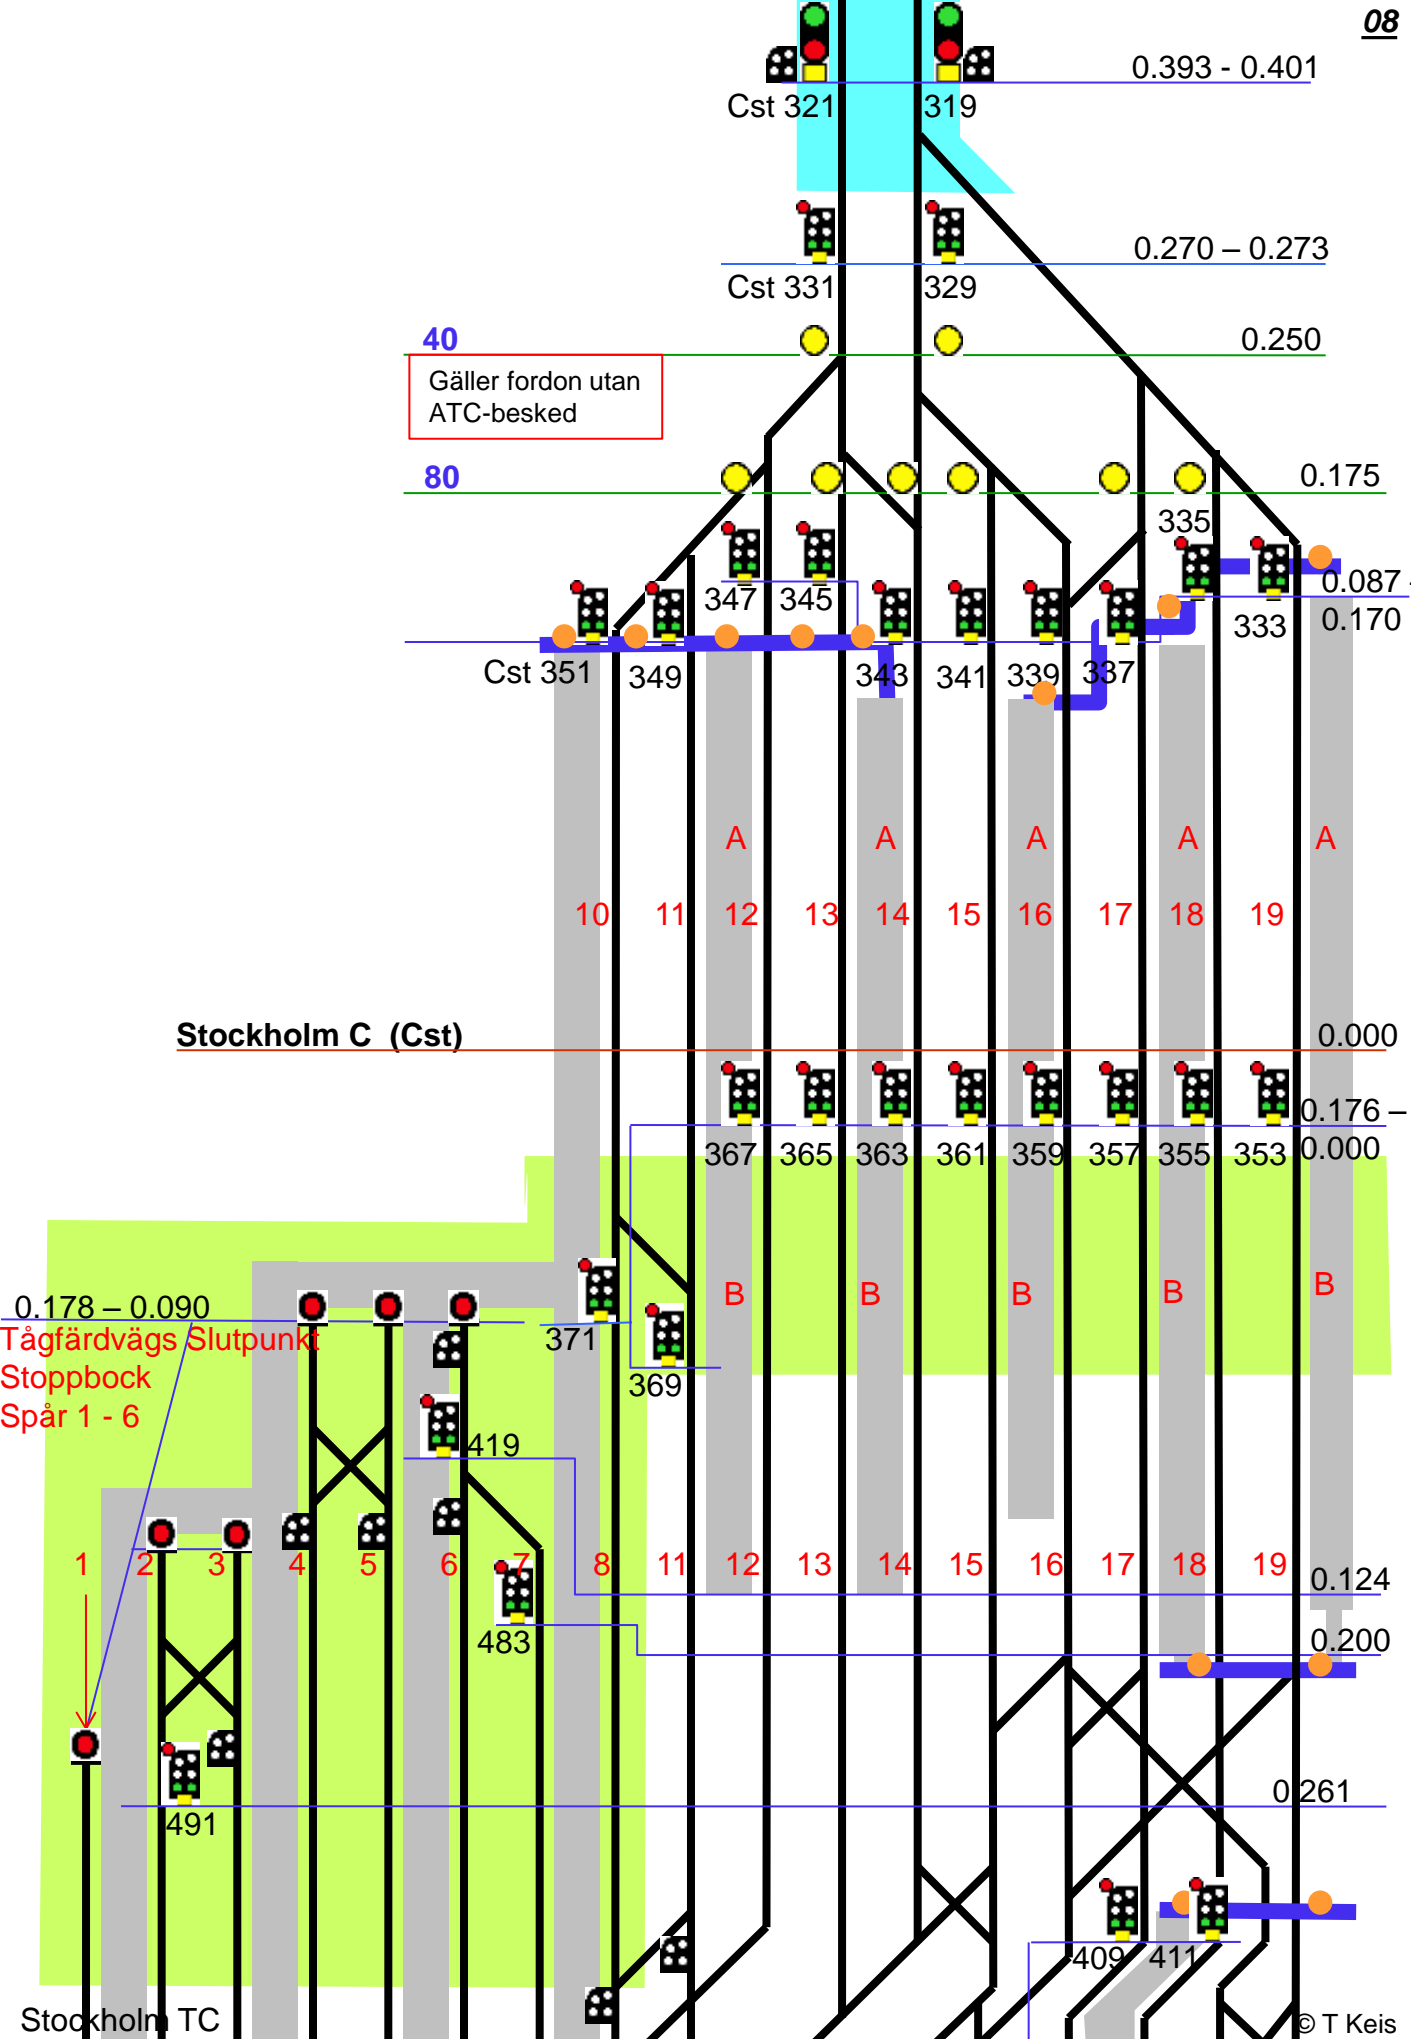 08
0.393 - 0.401
Cst 321
319
0.270 – 0.273
Cst 331
329
40
0.250
Gäller fordon utan
ATC-besked
80
0.175
335
0.087 -
347
345
333
0.170
Cst 351
349
343
341
339
337
A A A A A
10 11 12 13 14 15 16 17 18 19
Stockholm C (Cst)
0.000
0.176 –
367 365 363 361 359 357 355 353
0.000
B B B B B
0.178 – 0.090
Tågfärdvägs Slutpunkt
371
Stoppbock
369
Spår 1 - 6
419
1 2 3 4 5 6 7 8 11 12 13 14 15 16 17 18 19
0.124
483
0.200
0.261
491
409
411
Stockholm TC
© T Keis